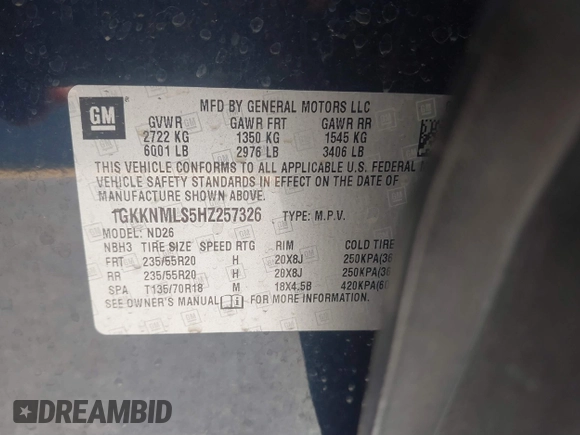 GM
MFD BY GENERAL MOTORS LLC
GVWR GAWR FRT GAWR RR
2722 KG 1350 KG 1545 KG
6001 LB 2976 LB 3406 LB
THIS VEHICLE CONFORMS TO ALL APPLICABLE U.S. FEDERAL
VEHICLE SAFETY STANDARDS IN EFFECT ON THE DATE OF
MANUFACTURE SHOWN ABOVE.
1GKKNMLS5HZ257326 TYPE: M.P.V.
MODEL: ND26
NBH3 TIRE SIZE SPEED RTG RIM COLD TIRE
FRT 235/55R20 H 20X8J 250KPA(36
RR 235/55R20 H 20X8J 250KPA(36
SPA T135/70R18 M 18X4.5B 420KPA(6
SEE OWNER'S MANUAL FOR MORE INFORMATION
DREAMBID